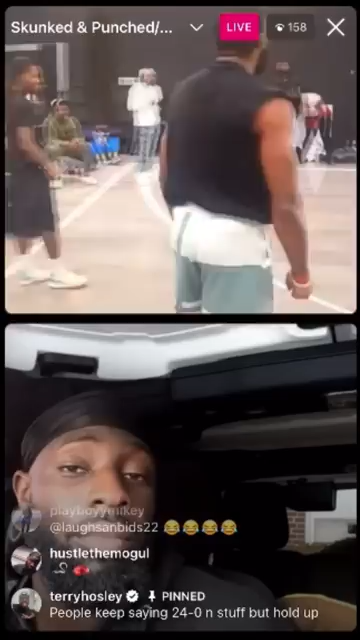 Skunked & Punched/...
LIVE
158
playboyymikey
@laughsanbids22 😂😂😂😂
hustlethemogul
terryhosley PINNED
People keep saying 24-0 n stuff but hold up